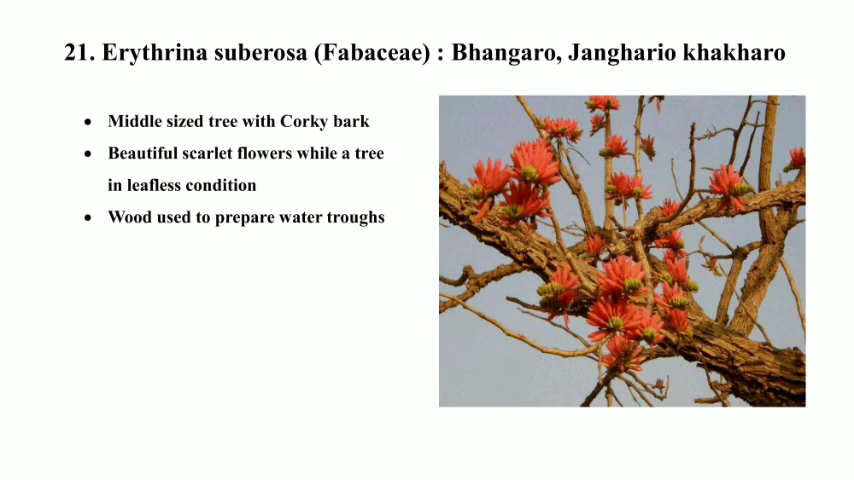 21. Erythrina suberosa (Fabaceae) : Bhangaro, Janghario khakharo
• Middle sized tree with Corky bark
• Beautiful scarlet flowers while a tree
in leafless condition
• Wood used to prepare water troughs